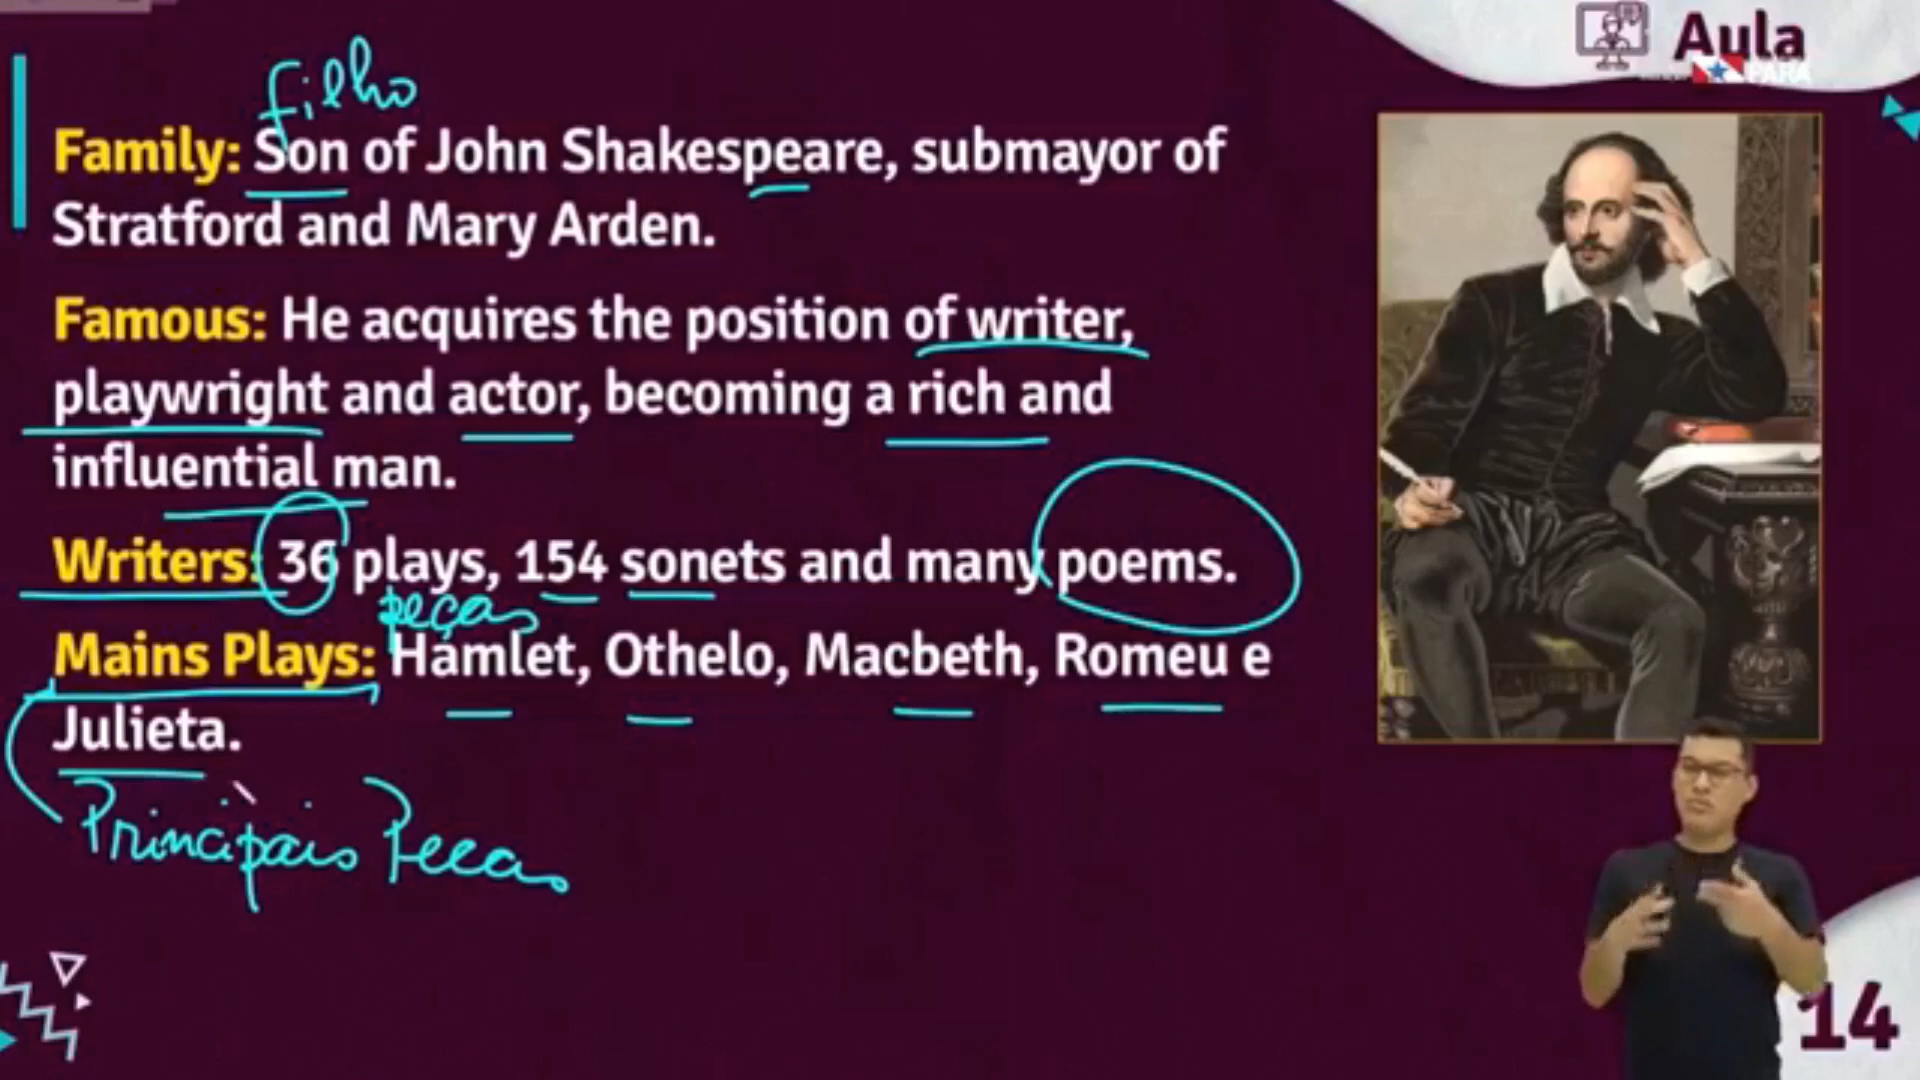 Aula
PARÁ
filho
Family: Son of John Shakespeare, submayor of
Stratford and Mary Arden.
Famous: He acquires the position of writer,
playwright and actor, becoming a rich and
influential man.
Writers: 36 plays, 154 sonets and many poems.
peças
Mains Plays: Hamlet, Othelo, Macbeth, Romeu e
Julieta.
Principais Pecas
14